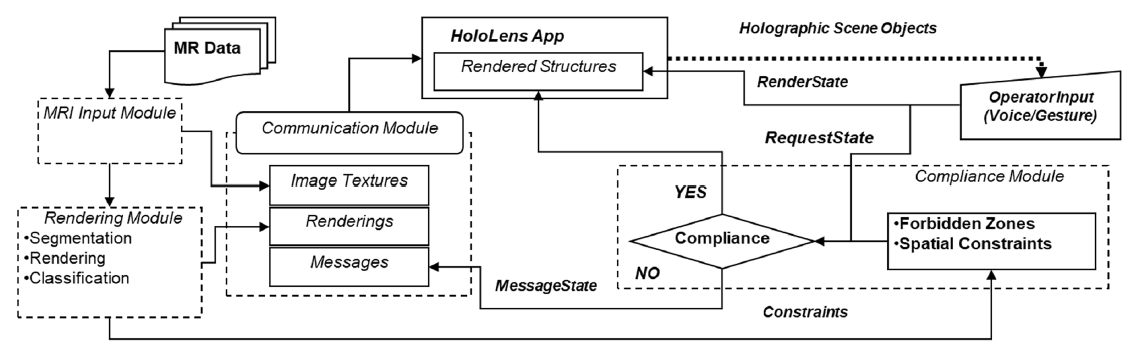 MR Data
MRI Input Module
Rendering Module
•Segmentation
•Rendering
•Classification
Communication Module
Image Textures
Renderings
Messages
HoloLens App
Rendered Structures
Holographic Scene Objects
RenderState
OperatorInput
(Voice/Gesture)
RequestState
Compliance Module
YES
Compliance
NO
•Forbidden Zones
•Spatial Constraints
MessageState
Constraints